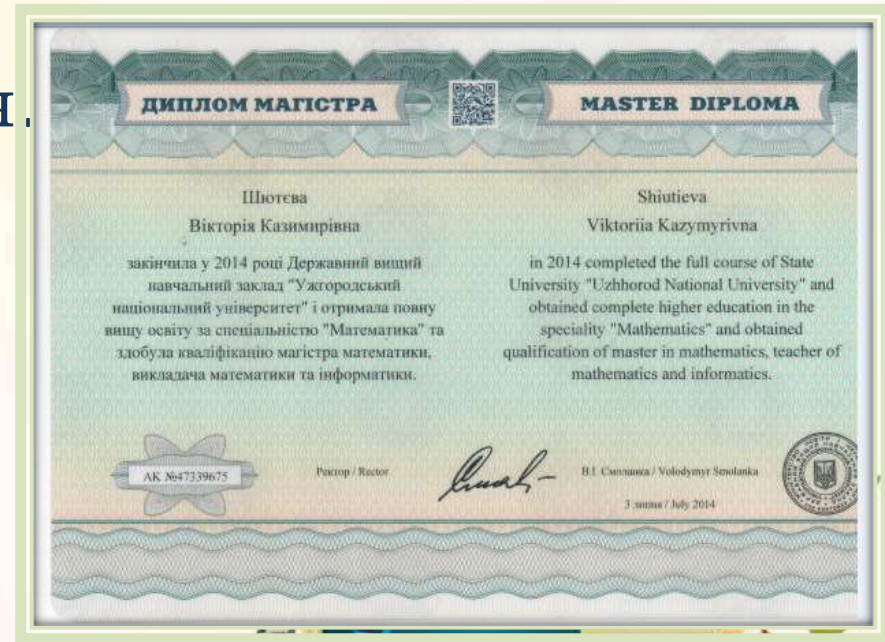 н.
ДИПЛОМ МАГІСТРА
Шютєва
Вікторія Казимирівна
закінчила у 2014 році Державний вищий
навчальний заклад "Ужгородський
національний університет" і отримала повну
вищу освіту за спеціальністю "Математика" та
здобула кваліфікацію магістра математики,
викладача математики та інформатики.
MASTER DIPLOMA
Shiutieva
Viktoriia Kazymyrivna
in 2014 completed the full course of State
University "Uzhhorod National University" and
obtained complete higher education in the
speciality "Mathematics" and obtained
qualification of master in mathematics, teacher of
mathematics and informatics.
АК №47339675
Ректор / Rector
В.І. Смоланка / Volodymyr Smolanka
3 липня / July 2014